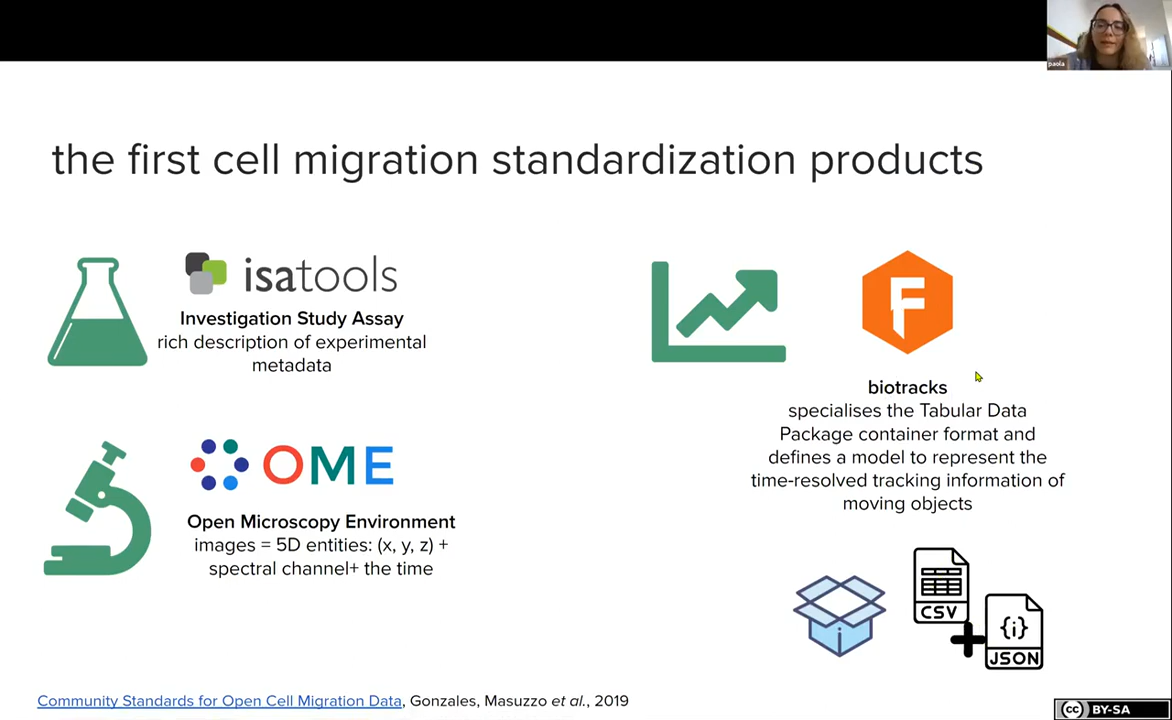 paola
the first cell migration standardization products
isatools
Investigation Study Assay
rich description of experimental
metadata
OME
Open Microscopy Environment
images = 5D entities: (x, y, z) +
spectral channel+ the time
F
biotracks
specialises the Tabular Data
Package container format and
defines a model to represent the
time-resolved tracking information of
moving objects
i
CSV
+
{i}
JSON
Community Standards for Open Cell Migration Data, Gonzales, Masuzzo et al., 2019
cc BY-SA